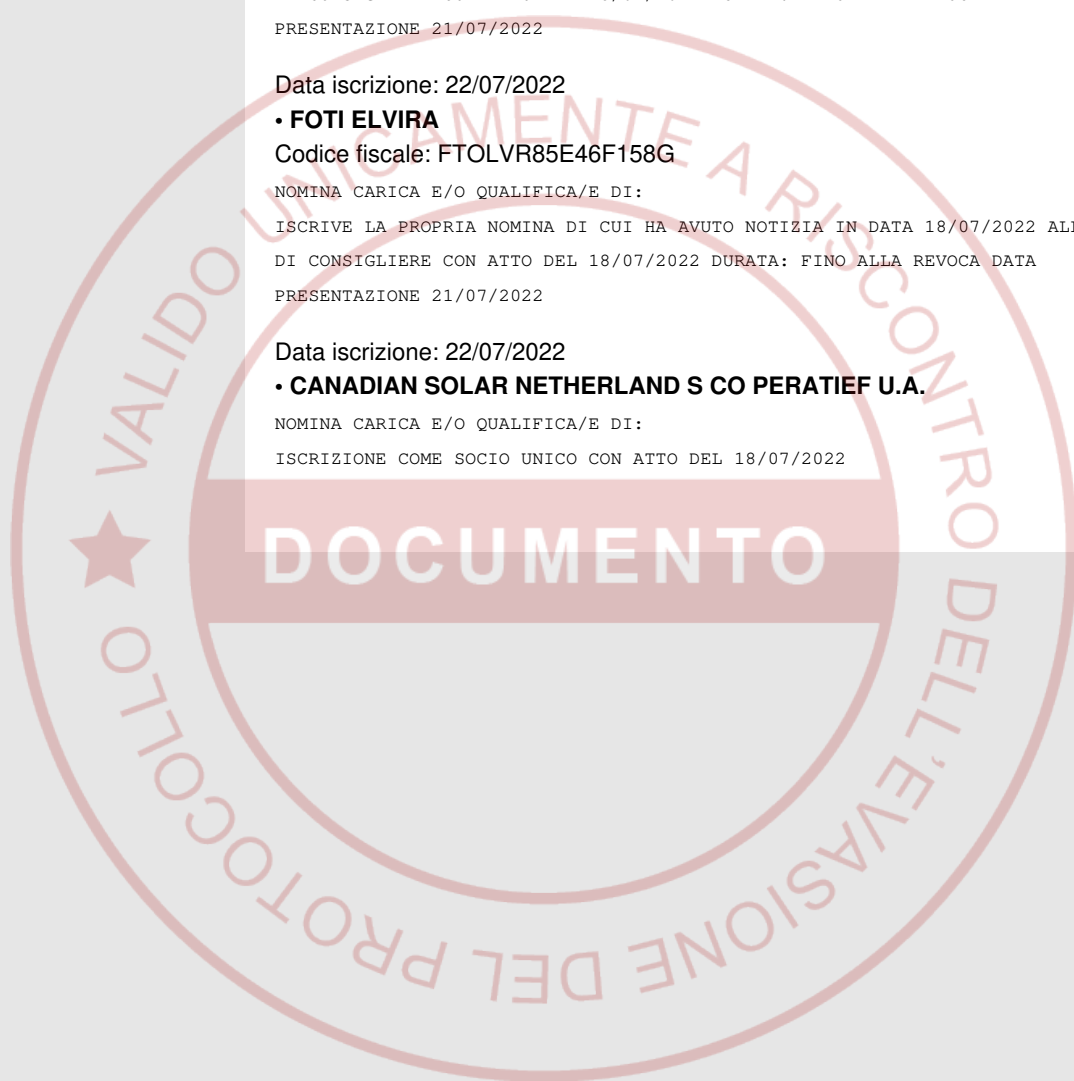 PRESENTAZIONE 21/07/2022
Data iscrizione: 22/07/2022
• FOTI ELVIRA
Codice fiscale: FTOLVR85E46F158G
NOMINA CARICA E/O QUALIFICA/E DI:
ISCRIVE LA PROPRIA NOMINA DI CUI HA AVUTO NOTIZIA IN DATA 18/07/2022
DI CONSIGLIERE CON ATTO DEL 18/07/2022 DURATA: FINO ALLA REVOCA DATA
PRESENTAZIONE 21/07/2022
Data iscrizione: 22/07/2022
• CANADIAN SOLAR NETHERLAND S CO PERATIEF U.A.
NOMINA CARICA E/O QUALIFICA/E DI:
ISCRIZIONE COME SOCIO UNICO CON ATTO DEL 18/07/2022
DOCUMENTO
VALIDO UNICAMENTE A RISCONTRO DELL'EVASIONE DEL PROTOCOLLO